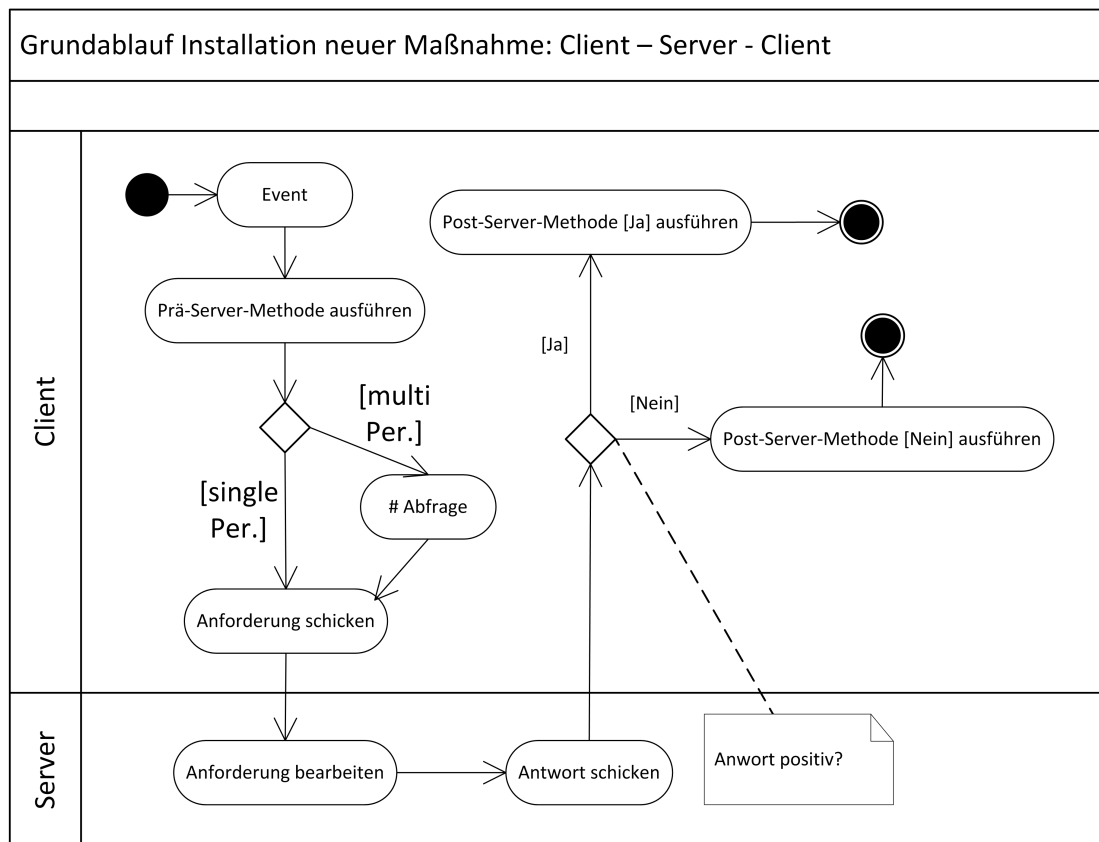 Grundablauf Installation neuer Maßnahme: Client – Server - Client
Client
Event
Prä-Server-Methode ausführen
[multi
Per.]
[single
Per.]
# Abfrage
Anforderung schicken
Post-Server-Methode [Ja] ausführen
[Ja]
[Nein]
Post-Server-Methode [Nein] ausführen
Server
Anforderung bearbeiten
Antwort schicken
Anwort positiv?